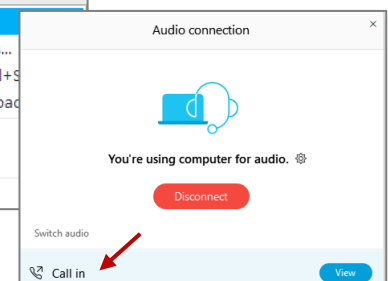 ...
l+S
Audio connection
You're using computer for audio.
Disconnect
Switch audio
Call in
View